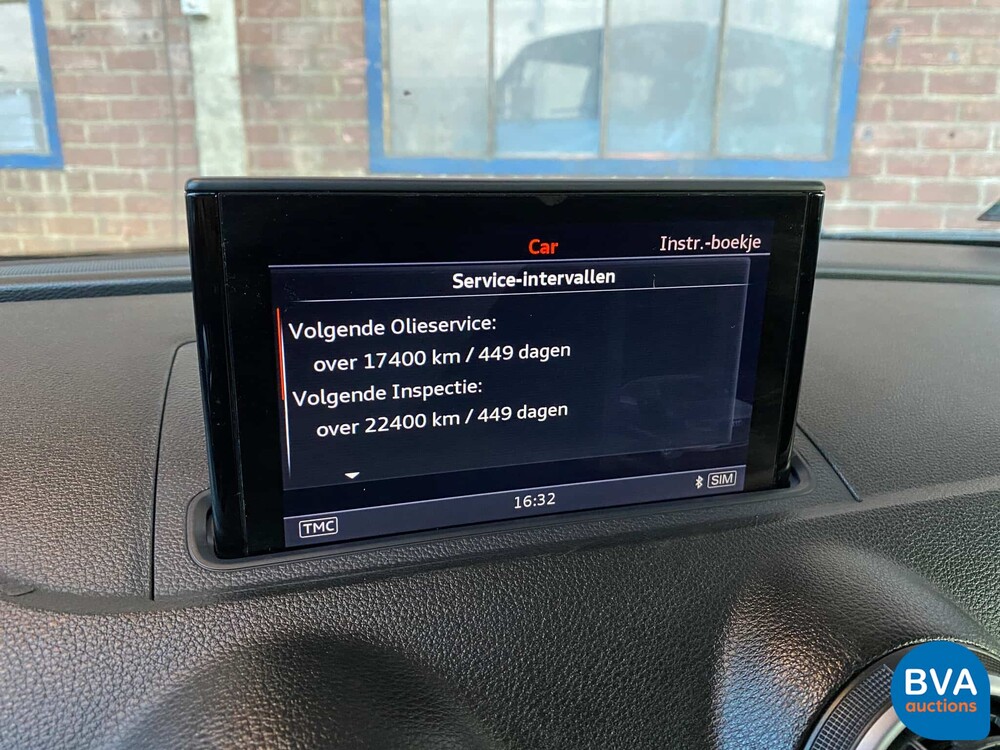 Car
Instr.-boekje
Service-intervallen
Volgende Olieservice:
over 17400 km / 449 dagen
Volgende Inspectie:
over 22400 km / 449 dagen
TMC
16:32
SIM
BVA
auctions